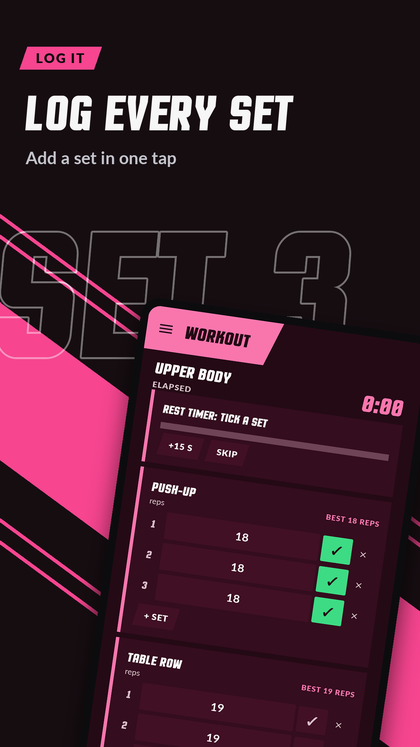 LOG IT
LOG EVERY SET
Add a set in one tap
SET 3
WORKOUT
UPPER BODY
ELAPSED
0:00
REST TIMER: TICK A SET
+15 S
SKIP
PUSH-UP
reps
BEST 18 REPS
1 18 ✓ ×
2 18 ✓ ×
3 18 ✓ ×
+ SET
TABLE ROW
reps
BEST 19 REPS
1 19 ✓ ×
2 19